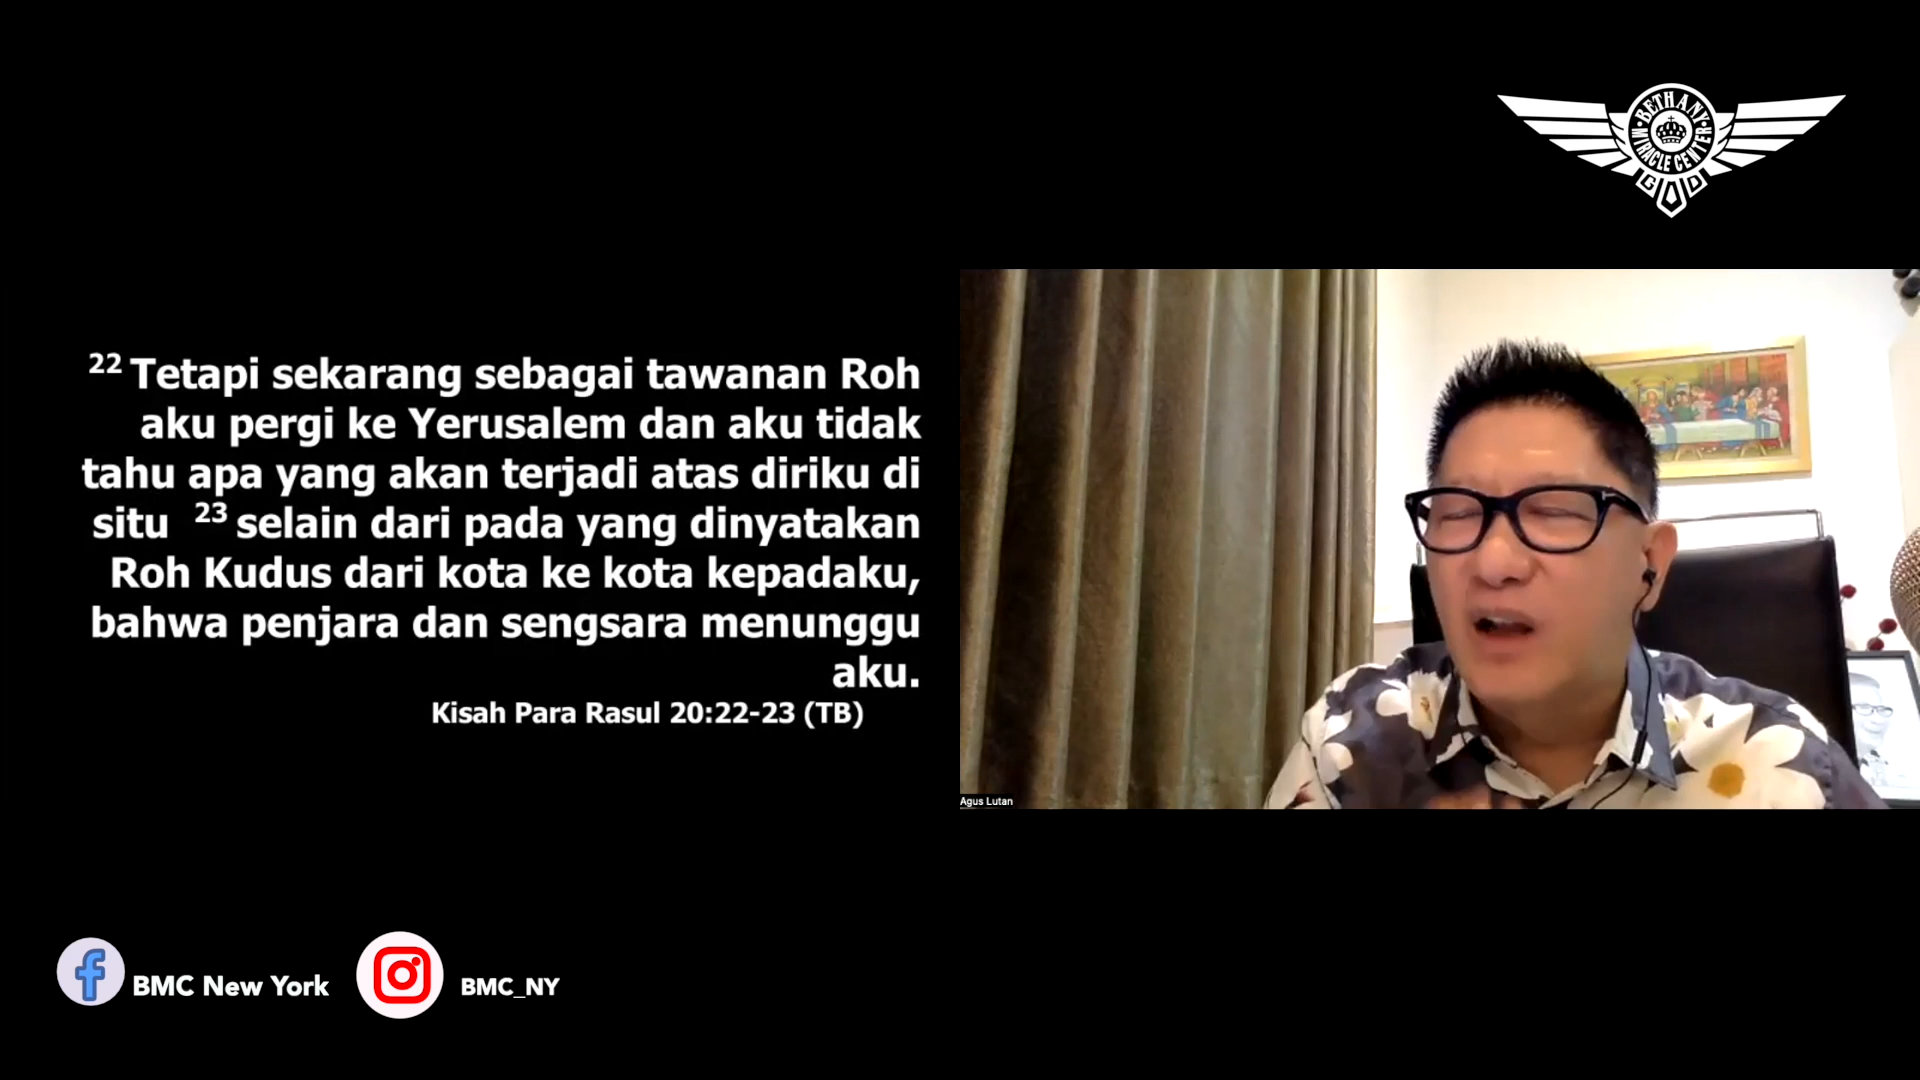 BETHANY
MIRACLE CENTER
GAD
²² Tetapi sekarang sebagai tawanan Roh
aku pergi ke Yerusalem dan aku tidak
tahu apa yang akan terjadi atas diriku di
situ ²³ selain dari pada yang dinyatakan
Roh Kudus dari kota ke kota kepadaku,
bahwa penjara dan sengsara menunggu
aku.
Kisah Para Rasul 20:22-23 (TB)
Agus Lutan
BMC New York
BMC_NY